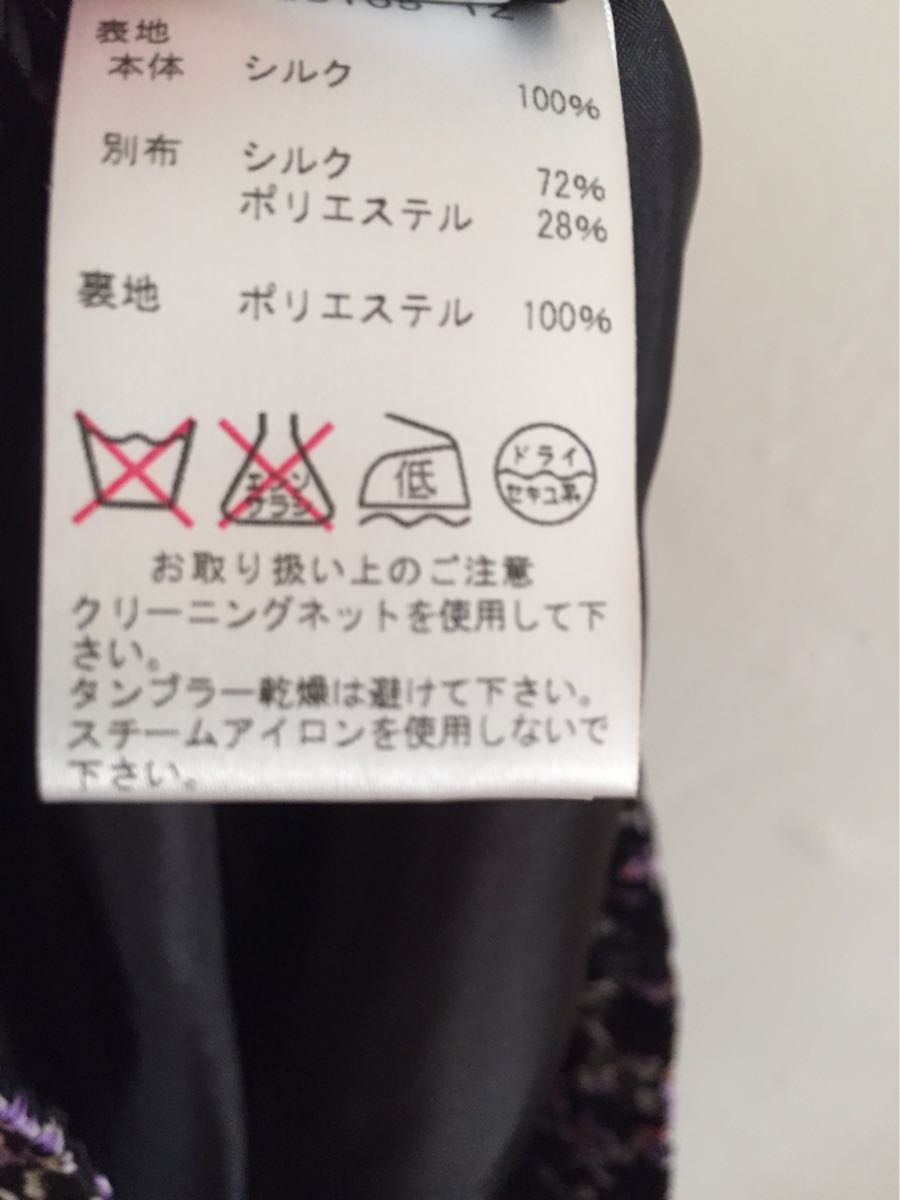 表地
本体 シルク 100%
別布 シルク 72%
ポリエステル 28%
裏地 ポリエステル 100%
エンソ
サラシ
低
ドライ
セキユ系
お取り扱い上のご注意
クリーニングネットを使用して下
さい。
タンブラー乾燥は避けて下さい。
スチームアイロンを使用しないで
下さい。